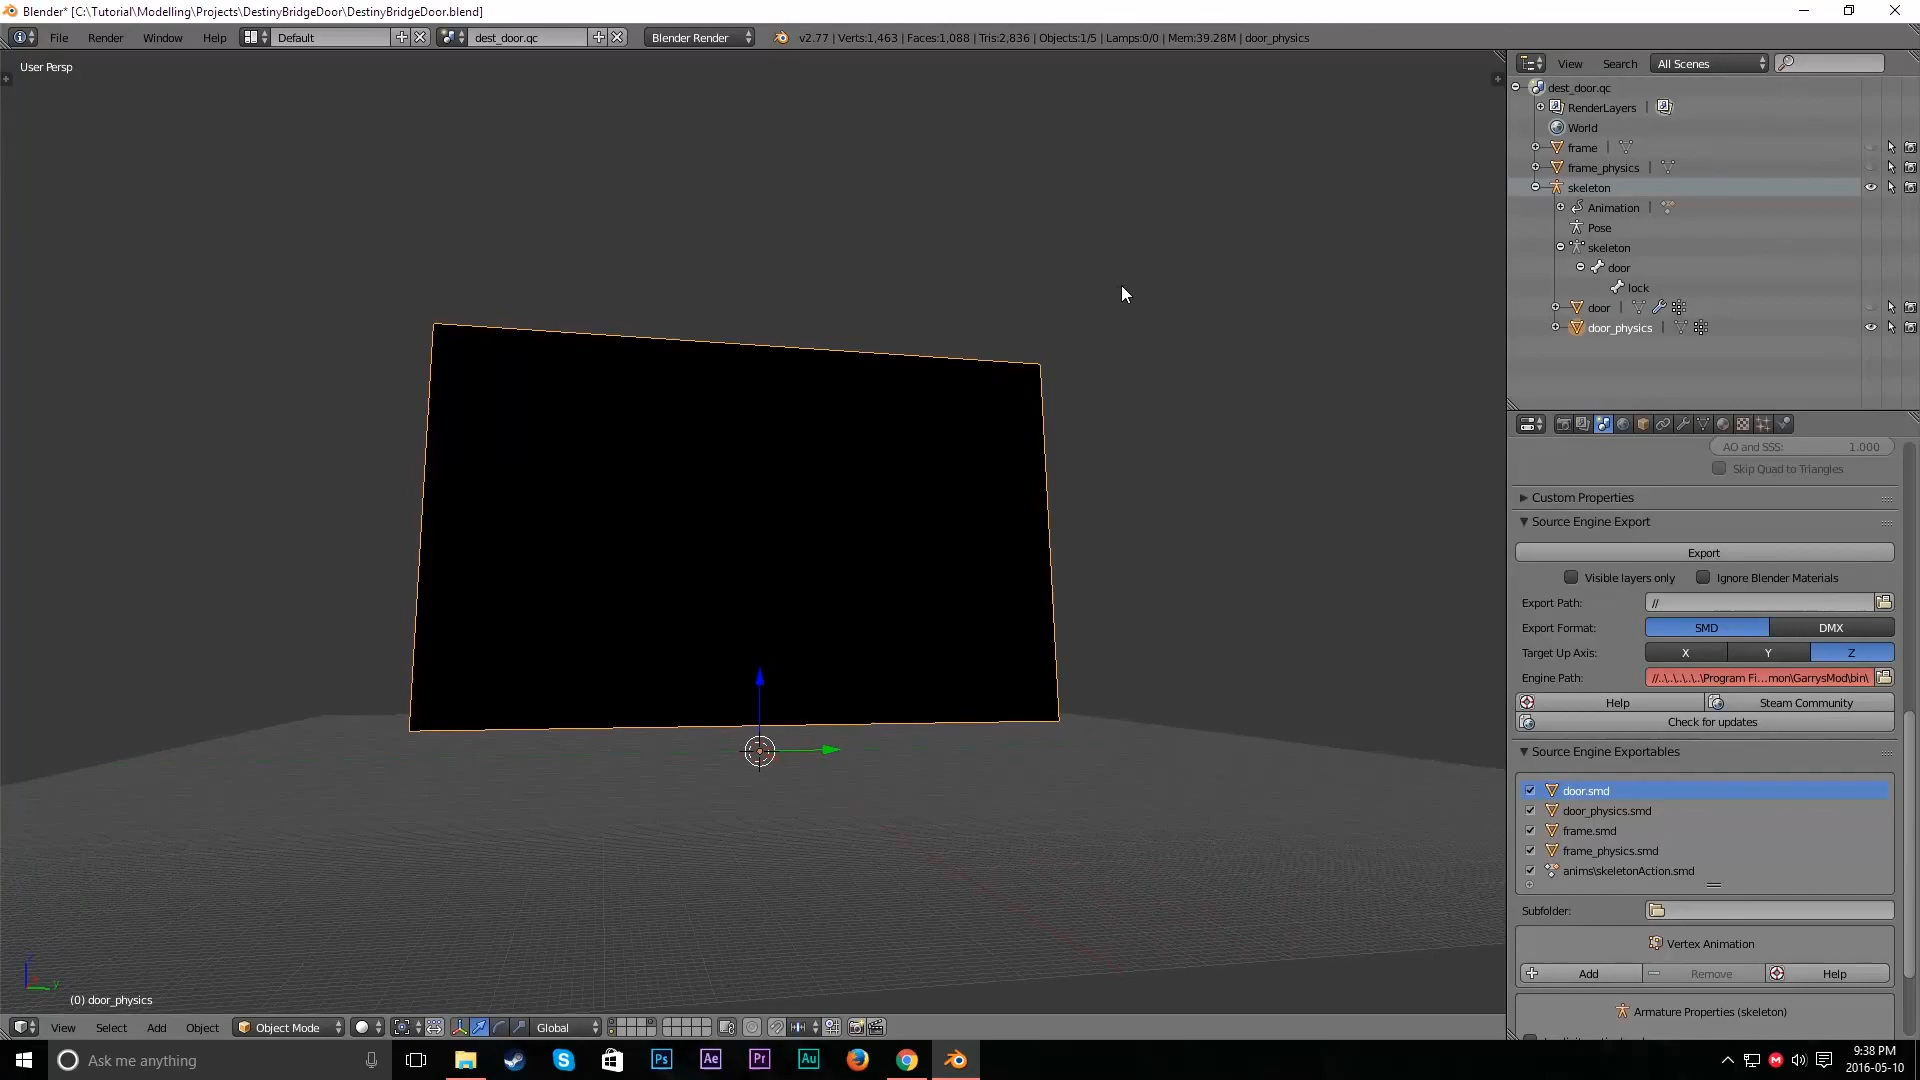 Blender* [C:\Tutorial\Modelling\Projects\DestinyBridgeDoor\DestinyBridgeDoor.blend]
File Render Window Help Default dest_door.qc Blender Render v2.77 | Verts:1,463 | Faces:1,088 | Tris:2,836 | Objects:1/5 | Lamps:0/0 | Mem:39.28M | door_physics
User Persp
View Search All Scenes
dest_door.qc
RenderLayers
World
frame
frame_physics
skeleton
Animation
Pose
skeleton
door
lock
door
door_physics
AO and SSS: 1.000
Skip Quad to Triangles
Custom Properties
Source Engine Export
Export
Visible layers only Ignore Blender Materials
Export Path: //
Export Format: SMD DMX
Target Up Axis: X Y Z
Engine Path: //..\..\..\..\..\Program Fi...mon\GarrysMod\bin\
Help Steam Community
Check for updates
Source Engine Exportables
door.smd
door_physics.smd
frame.smd
frame_physics.smd
anims\skeletonAction.smd
Subfolder:
Vertex Animation
Add Remove Help
Armature Properties (skeleton)
z
y
(0) door_physics
View Select Add Object Object Mode Global
Ask me anything
Ps Ae Pr Au
9:38 PM
2016-05-10